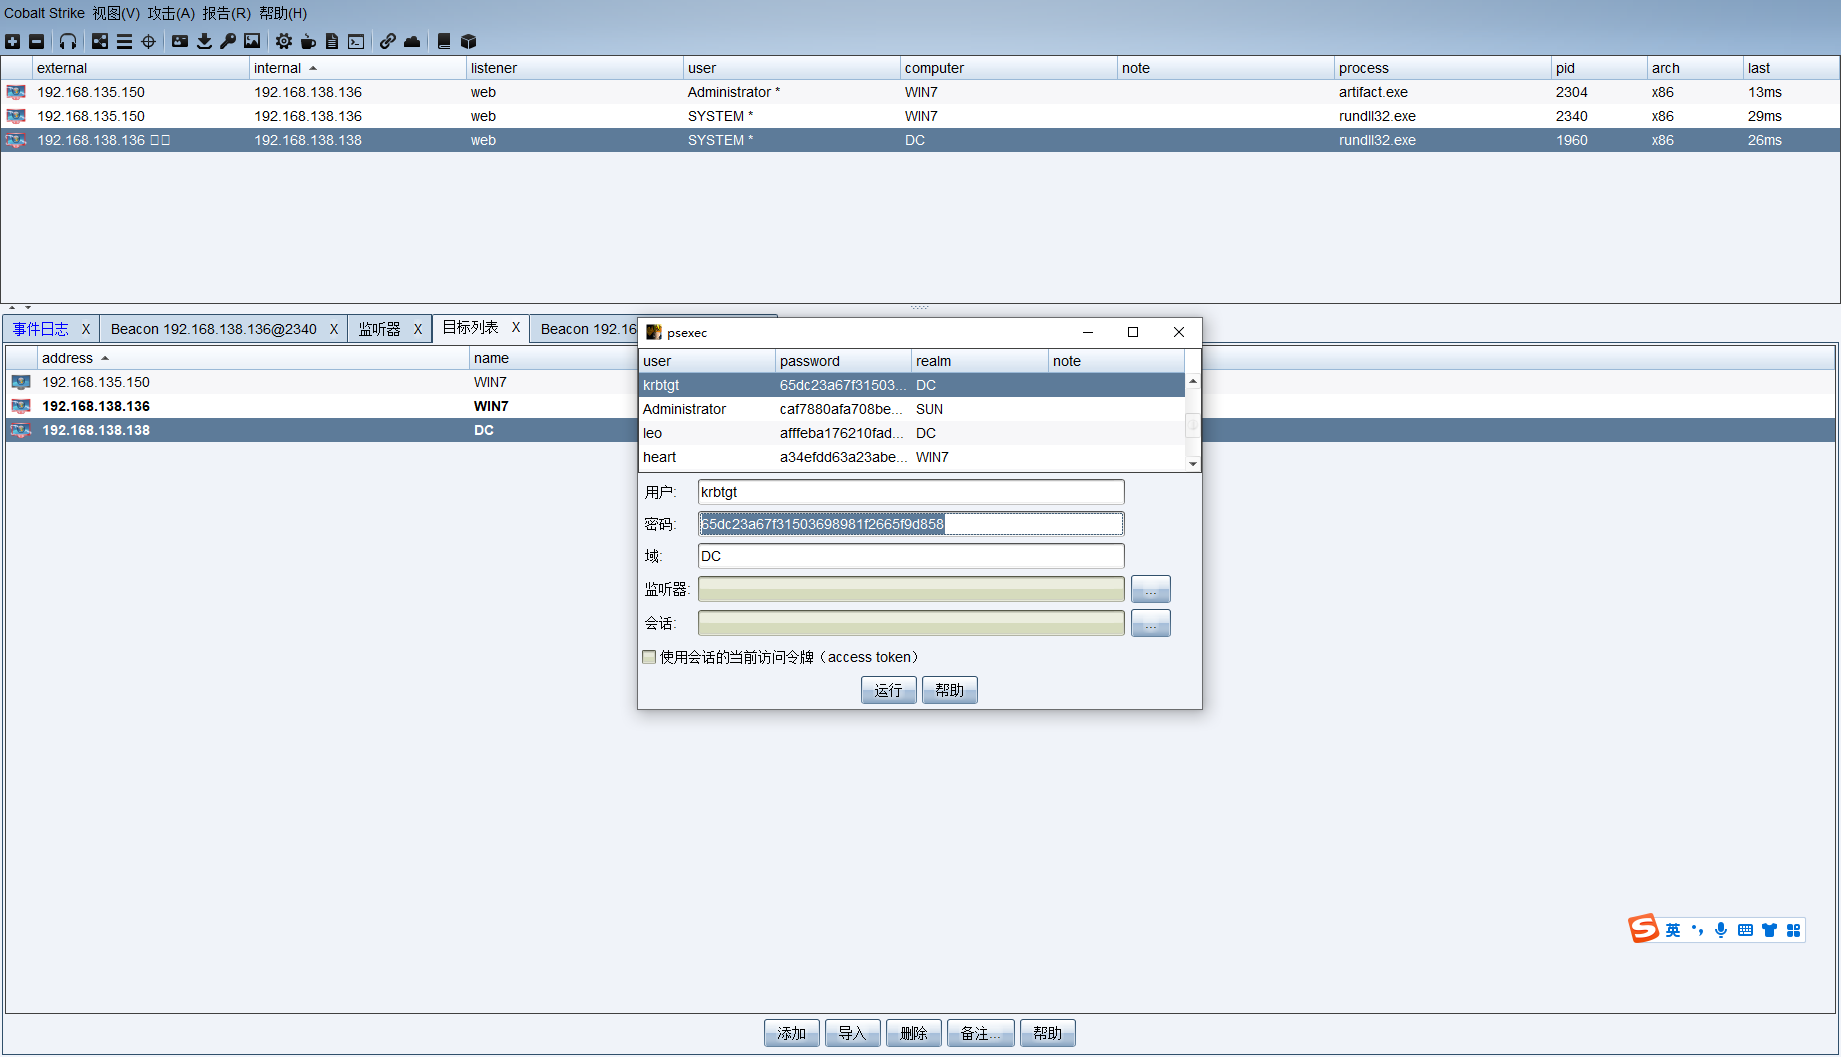 Cobalt Strike 视图(V) 攻击(A) 报告(R) 帮助(H)
external internal listener user computer note process pid arch last
192.168.135.150 192.168.138.136 web Administrator * WIN7 artifact.exe 2304 x86 13ms
192.168.135.150 192.168.138.136 web SYSTEM * WIN7 rundll32.exe 2340 x86 29ms
192.168.138.136 192.168.138.138 web SYSTEM * DC rundll32.exe 1960 x86 26ms
事件日志 X Beacon 192.168.138.136@2340 X 监听器 X 目标列表 X Beacon 192.16
address name
192.168.135.150 WIN7
192.168.138.136 WIN7
192.168.138.138 DC
psexec
user password realm note
krbtgt 65dc23a67f31503... DC
Administrator caf7880afa708be... SUN
leo afffeba176210fad... DC
heart a34efdd63a23abe... WIN7
用户: krbtgt
密码: 65dc23a67f31503698981f2665f9d858
域: DC
监听器: ...
会话: ...
使用会话的当前访问令牌（access token）
运行 帮助
英
添加 导入 删除 备注... 帮助